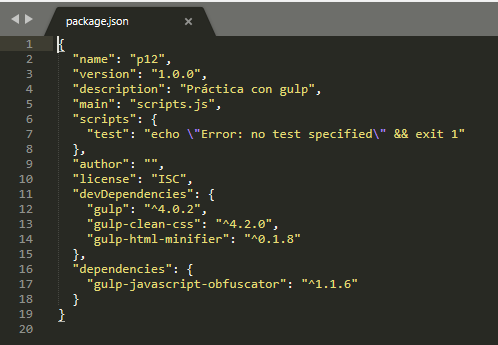 package.json
1 {
2 "name": "p12",
3 "version": "1.0.0",
4 "description": "Práctica con gulp",
5 "main": "scripts.js",
6 "scripts": {
7 "test": "echo \"Error: no test specified\" && exit 1"
8 },
9 "author": "",
10 "license": "ISC",
11 "devDependencies": {
12 "gulp": "^4.0.2",
13 "gulp-clean-css": "^4.2.0",
14 "gulp-html-minifier": "^0.1.8"
15 },
16 "dependencies": {
17 "gulp-javascript-obfuscator": "^1.1.6"
18 }
19 }
20